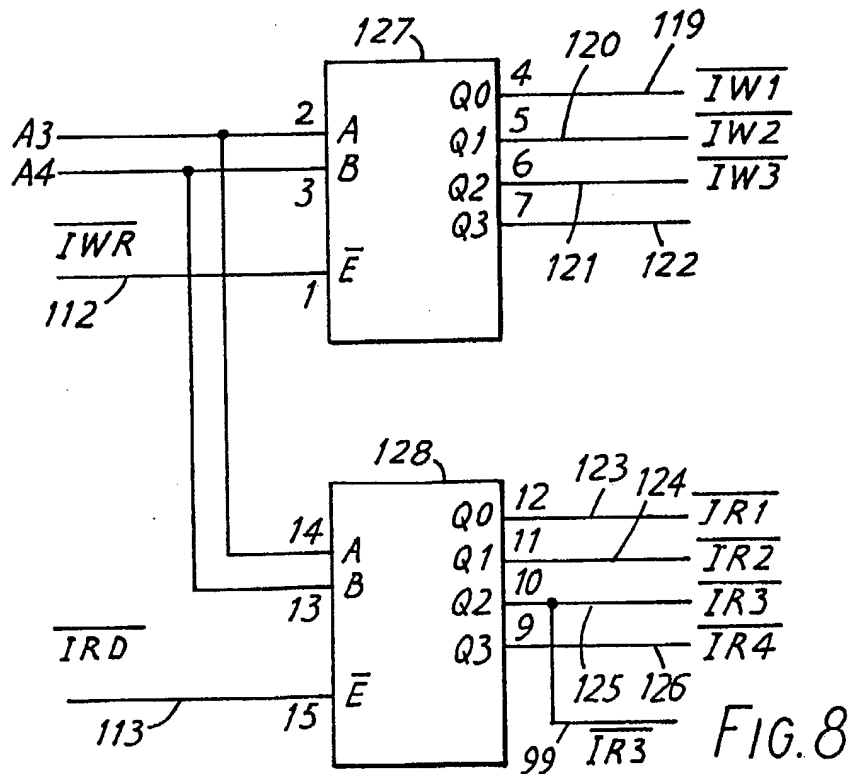 127
120
119
A3
2
A
Q0
4
IW1
A4
3
B
Q1
5
IW2
Q2
6
IW3
IWR
Q3
7
112
1
E
121
122
128
123
124
14
A
Q0
12
IR1
13
B
Q1
11
IR2
Q2
10
IR3
IRD
Q3
9
IR4
113
15
E
125
126
99
IR3
FIG. 8